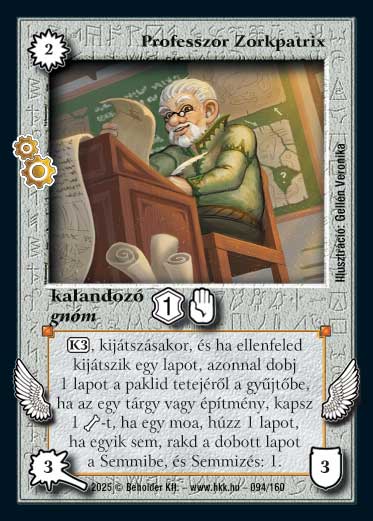 2
Professzor Zorkpatrix
Illusztráció: Gellén Veronika
kalandozó
gnóm
1
K3, kijátszásakor, és ha ellenfeled
kijátszik egy lapot, azonnal dobj
1 lapot a paklid tetejéről a gyűjtőbe,
ha az egy tárgy vagy építmény, kapsz
1 -t, ha egy moa, húzz 1 lapot,
ha egyik sem, rakd a dobott lapot
a Semmibe, és Semmizés: 1.
3
3
2025 © Beholder Kft. – www.hkk.hu – 094/160